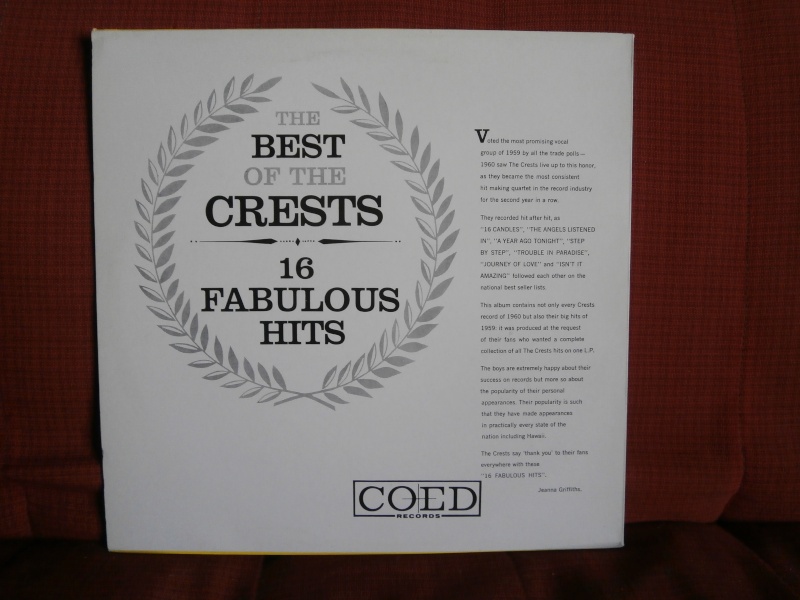 THE
BEST
OF THE
CRESTS
16
FABULOUS
HITS
Voted the most promising vocal
group of 1959 by all the trade polls —
1960 saw The Crests live up to this honor,
as they became the most consistent
hit making quartet in the record industry
for the second year in a row.
They recorded hit after hit, as
"16 CANDLES", "THE ANGELS LISTENED
IN", "A YEAR AGO TONIGHT", "STEP
BY STEP", "TROUBLE IN PARADISE",
"JOURNEY OF LOVE" and "ISN'T IT
AMAZING" followed each other on the
national best seller lists.
This album contains not only every Crests
record of 1960 but also their big hits of
1959: it was produced at the request
of their fans who wanted a complete
collection of all The Crests hits on one L.P.
The boys are extremely happy about their
success on records but more so about
the popularity of their personal
appearances. Their popularity is such
that they have made appearances
in practically every state of the
nation including Hawaii.
The Crests say 'thank you' to their fans
everywhere with these
"16 FABULOUS HITS".
Jeanne Griffiths.
COED
RECORDS